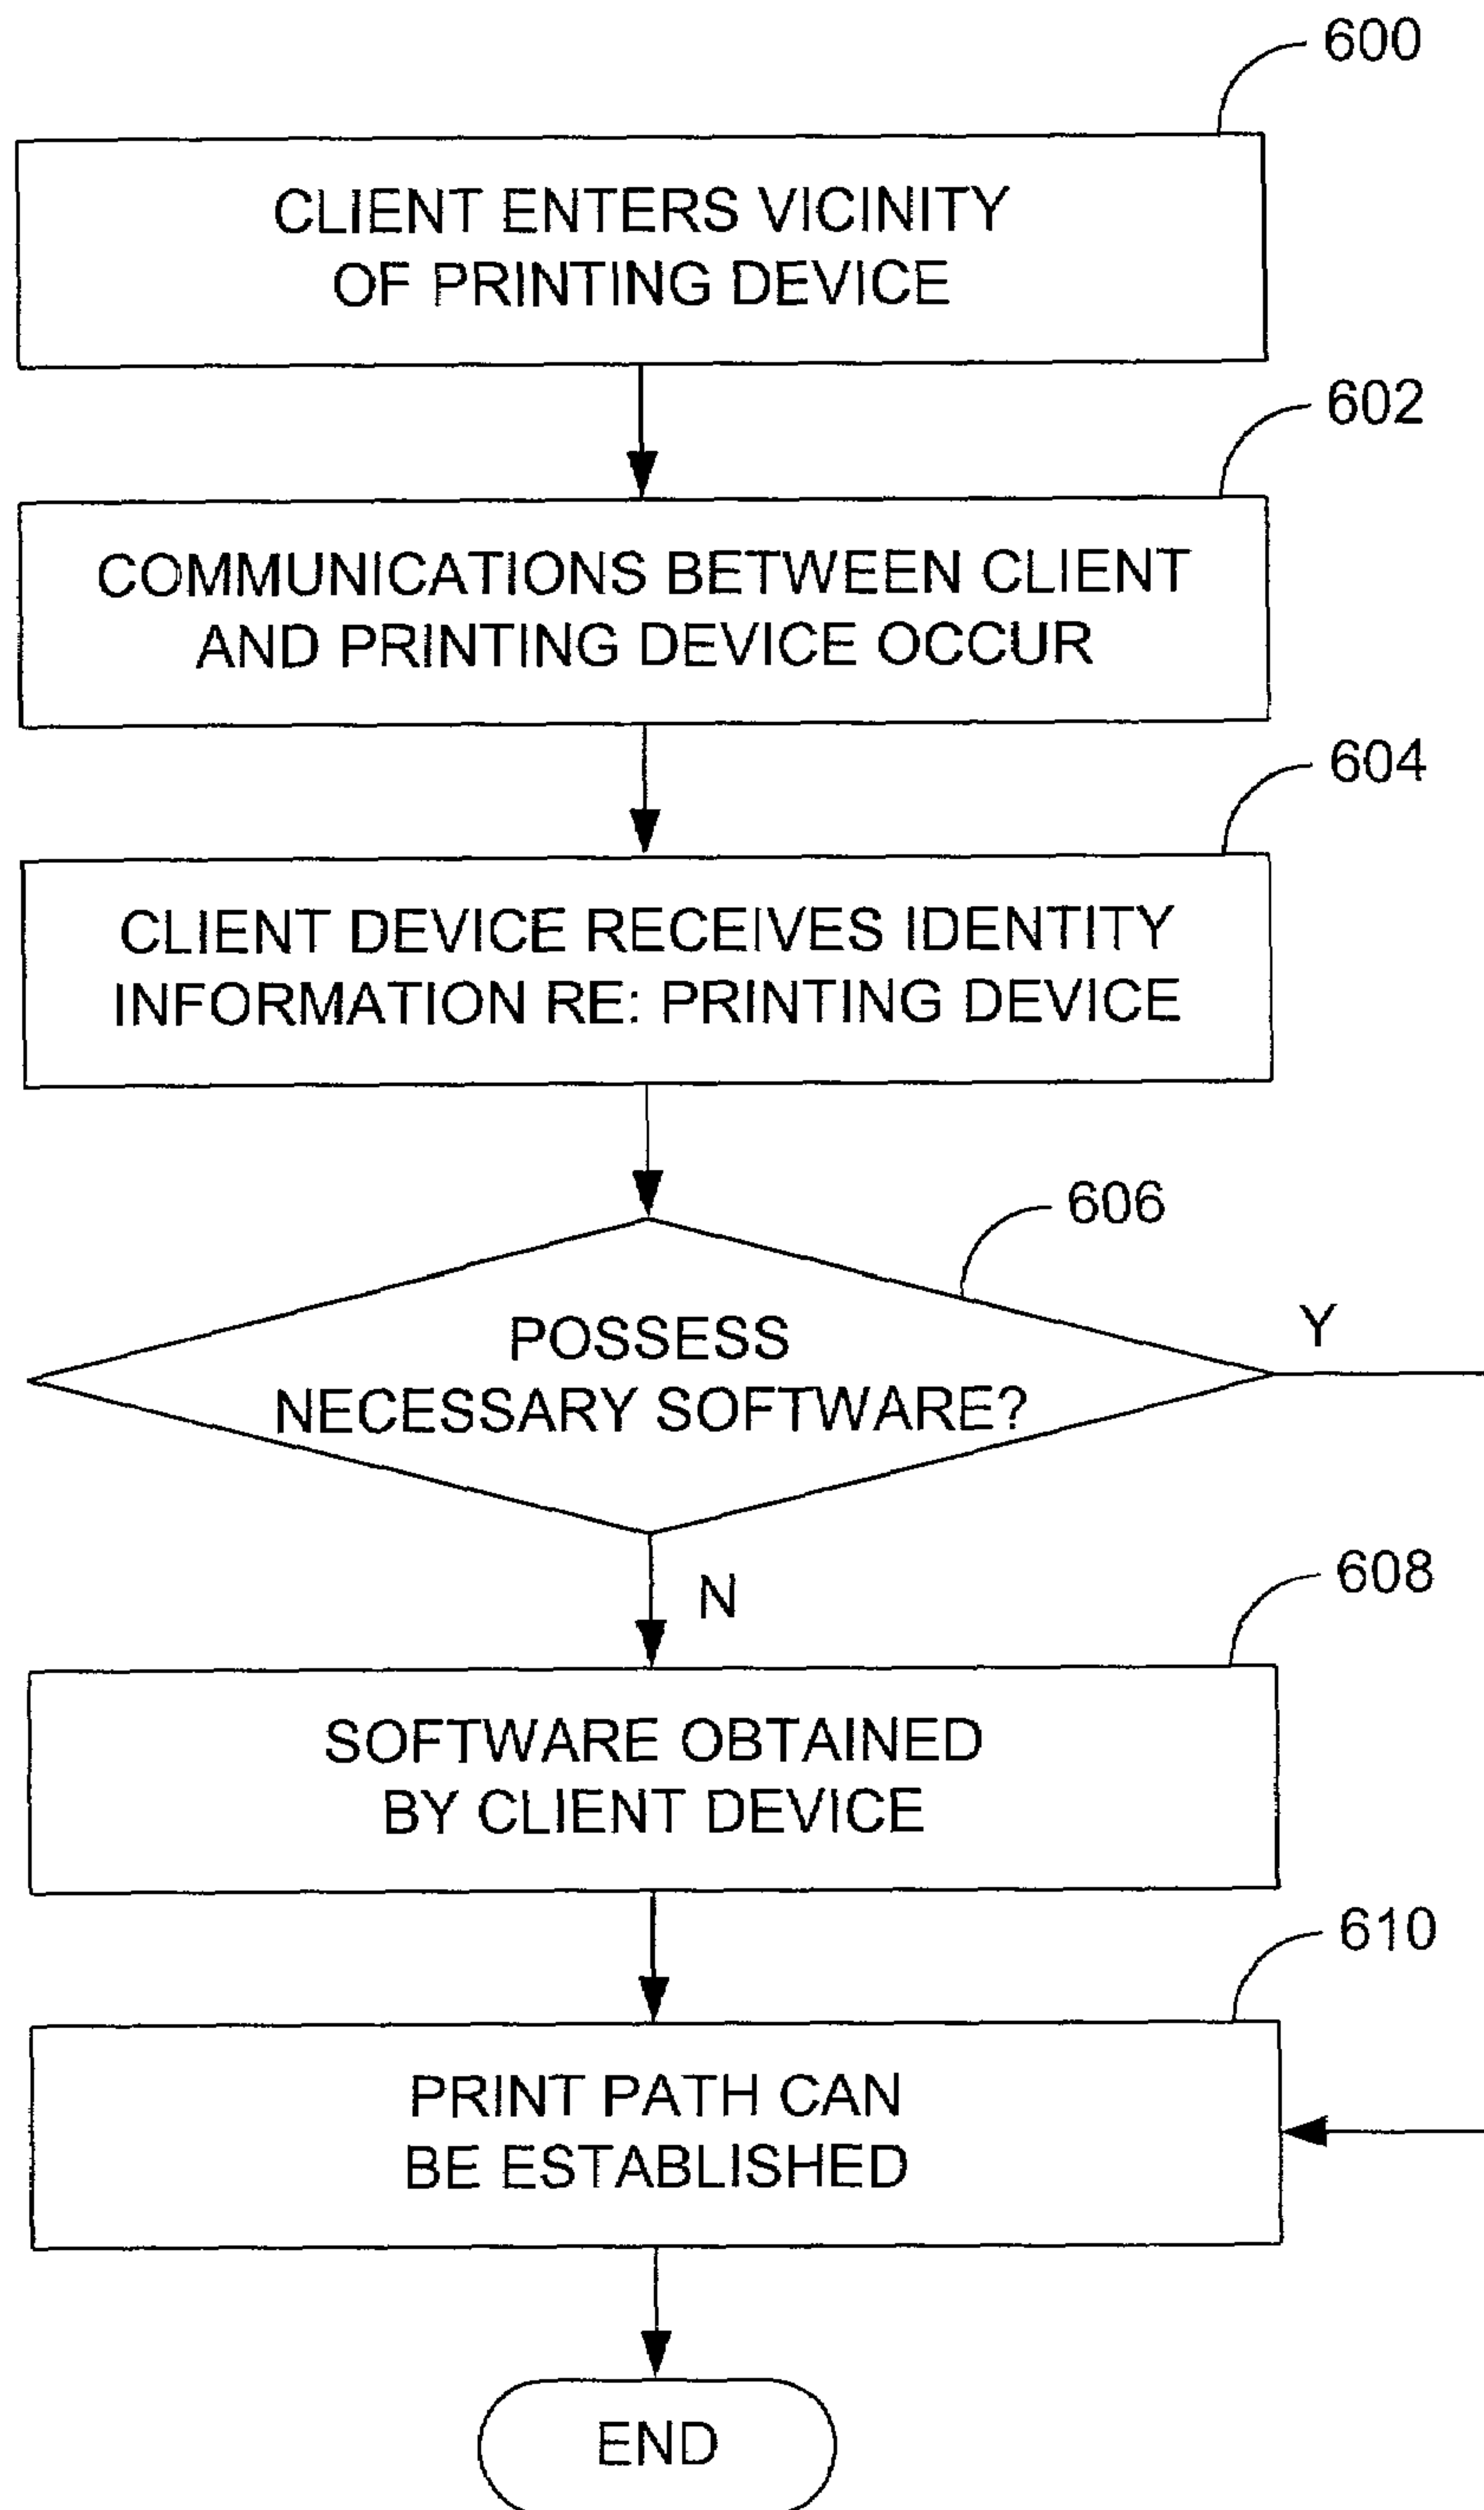 600
CLIENT ENTERS VICINITY
OF PRINTING DEVICE
602
COMMUNICATIONS BETWEEN CLIENT
AND PRINTING DEVICE OCCUR
604
CLIENT DEVICE RECEIVES IDENTITY
INFORMATION RE: PRINTING DEVICE
606
POSSESS
NECESSARY SOFTWARE?
Y
N
608
SOFTWARE OBTAINED
BY CLIENT DEVICE
610
PRINT PATH CAN
BE ESTABLISHED
END